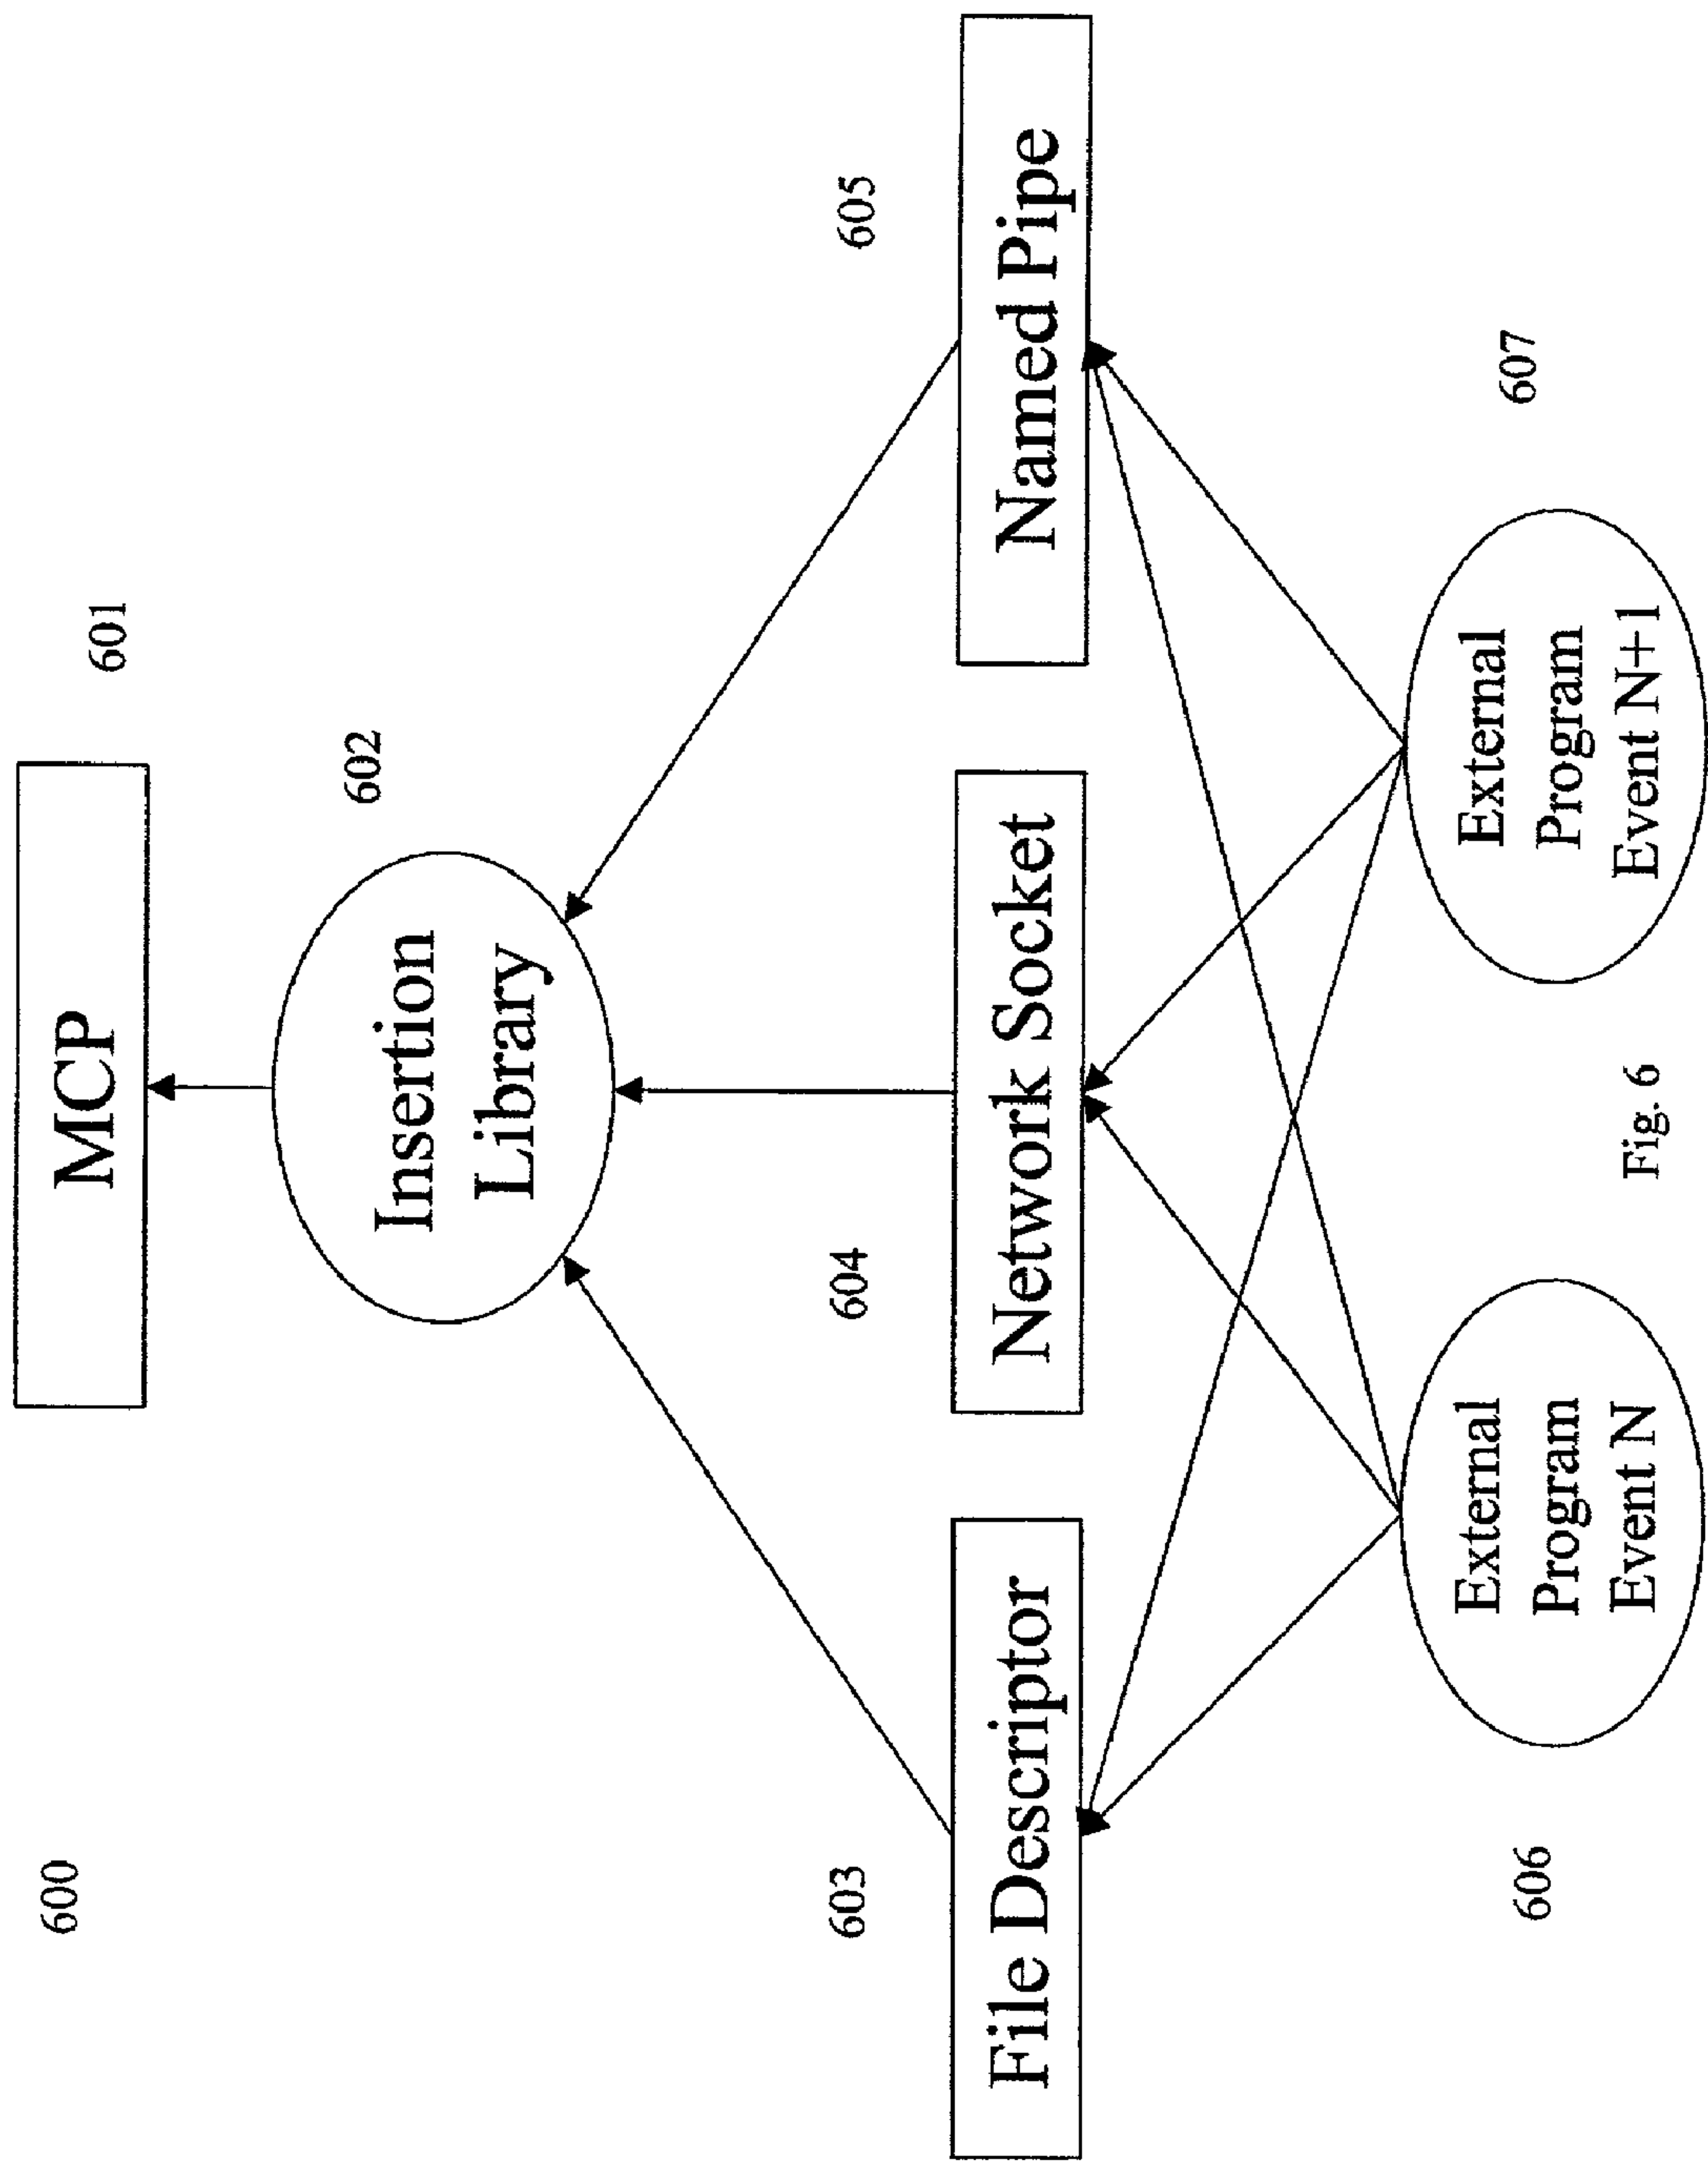 600
601
MCP
602
Insertion
Library
603
604
605
File Descriptor
Network Socket
Named Pipe
606
607
External
Program
Event N
External
Program
Event N+1
Fig. 6